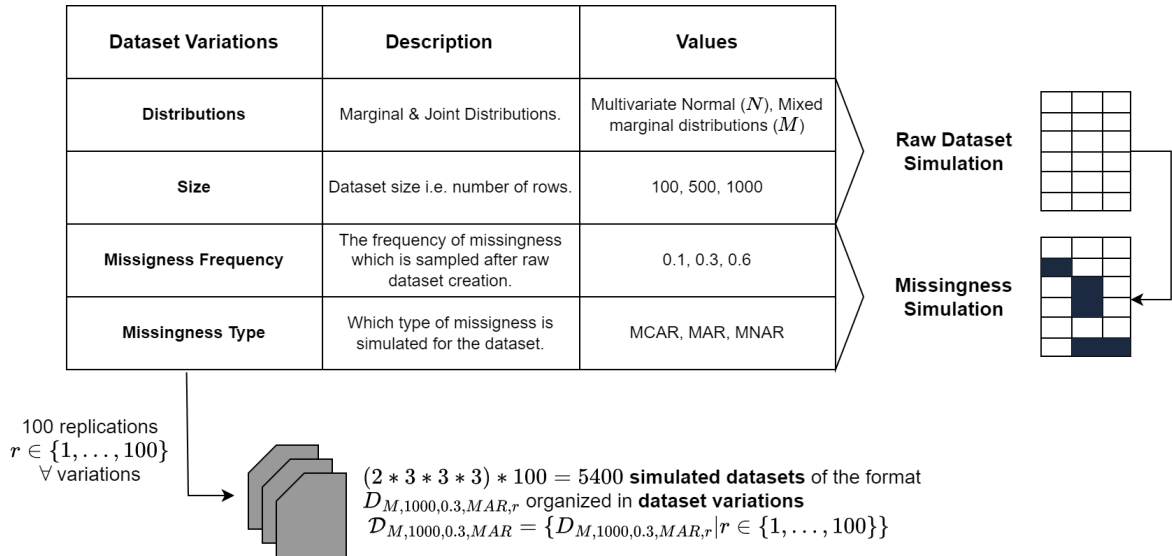 Dataset Variations
Description
Values
Distributions
Marginal & Joint Distributions.
Multivariate Normal (N), Mixed
marginal distributions (M)
Size
Dataset size i.e. number of rows.
100, 500, 1000
Missigness Frequency
The frequency of missingness
which is sampled after raw
dataset creation.
0.1, 0.3, 0.6
Missingness Type
Which type of missigness is
simulated for the dataset.
MCAR, MAR, MNAR
Raw Dataset
Simulation
Missingness
Simulation
100 replications
r ∈ {1, . . . , 100}
∀ variations
(2 * 3 * 3 * 3) * 100 = 5400 simulated datasets of the format
D_{M,1000,0.3,MAR,r} organized in dataset variations
𝒟_{M,1000,0.3,MAR} = {D_{M,1000,0.3,MAR,r}|r ∈ {1, . . . , 100}}